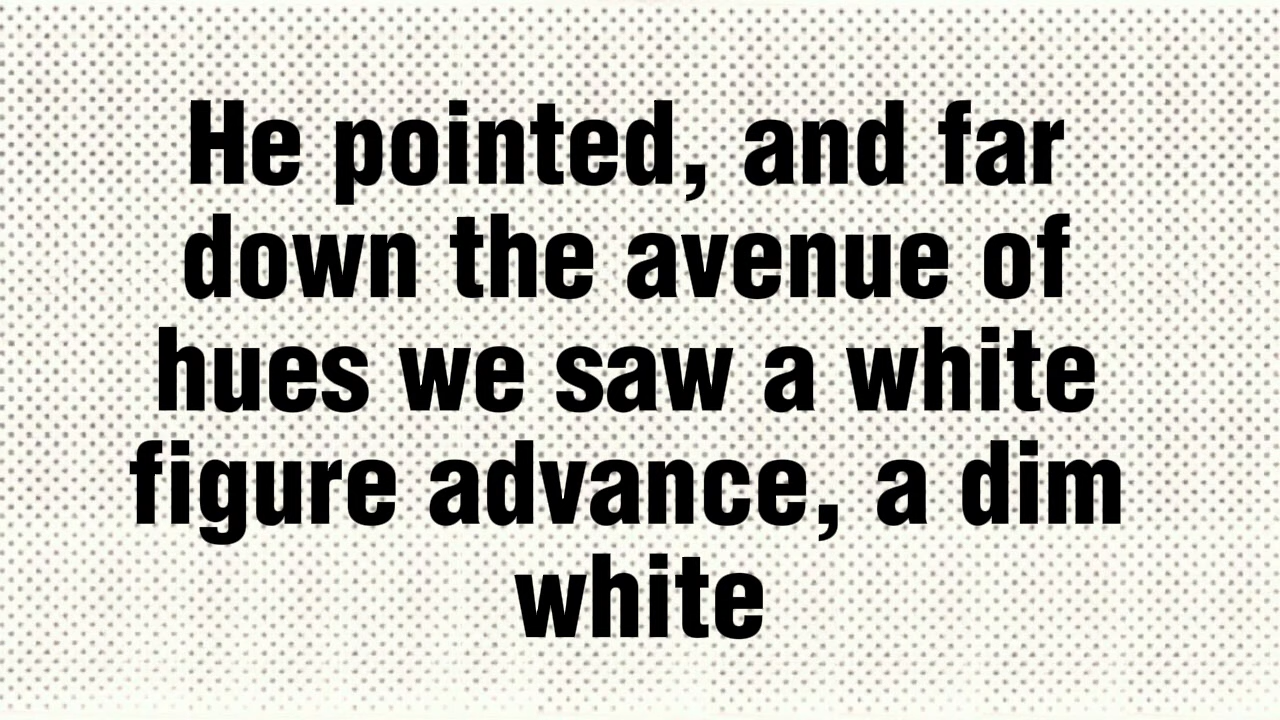 He pointed, and far
down the avenue of
hues we saw a white
figure advance, a dim
white